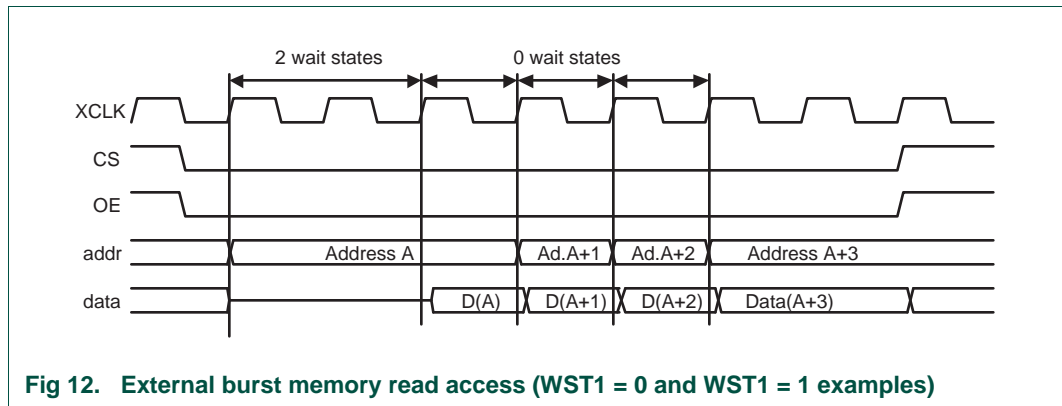 2 wait states 0 wait states
XCLK
CS
OE
addr Address A Ad.A+1 Ad.A+2 Address A+3
data D(A) D(A+1) D(A+2) Data(A+3)
Fig 12. External burst memory read access (WST1 = 0 and WST1 = 1 examples)